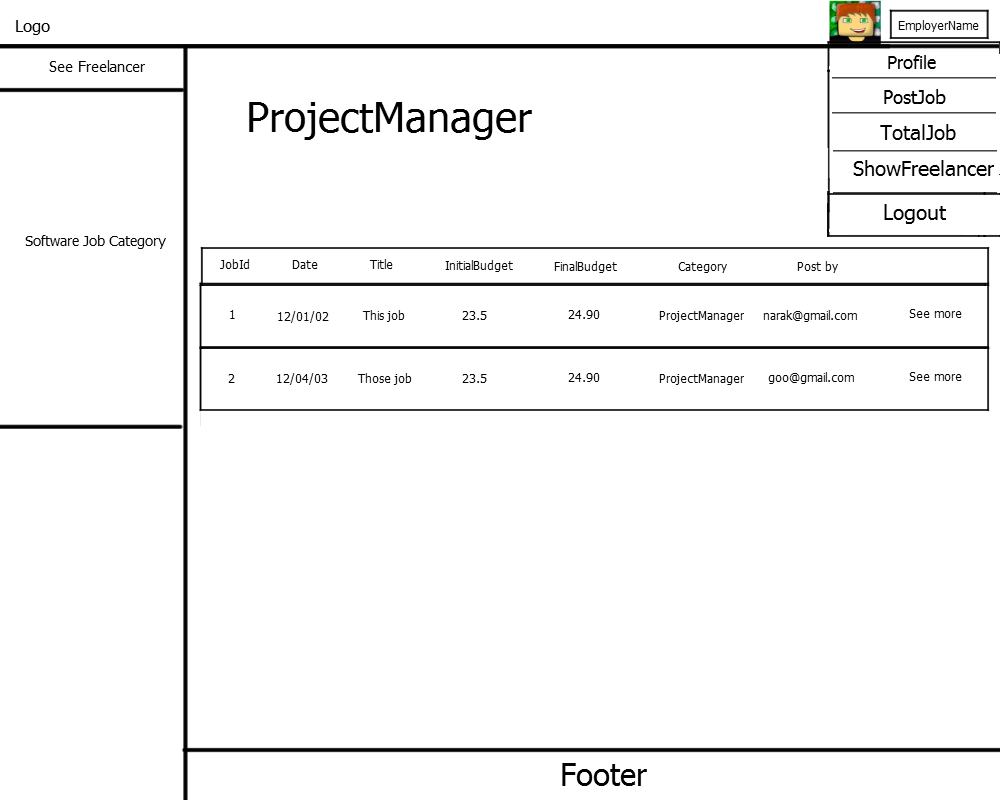 Logo
EmployerName
See Freelancer
Profile
PostJob
TotalJob
ShowFreelancer
Logout
ProjectManager
Software Job Category
JobId Date Title InitialBudget FinalBudget Category Post by
1 12/01/02 This job 23.5 24.90 ProjectManager narak@gmail.com See more
2 12/04/03 Those job 23.5 24.90 ProjectManager goo@gmail.com See more
Footer